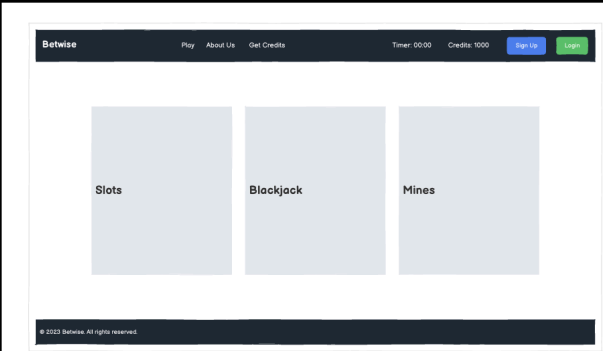 Betwise Play About Us Get Credits Timer: 00:00 Credits: 1000 Sign Up Login
Slots Blackjack Mines
© 2023 Betwise. All rights reserved.